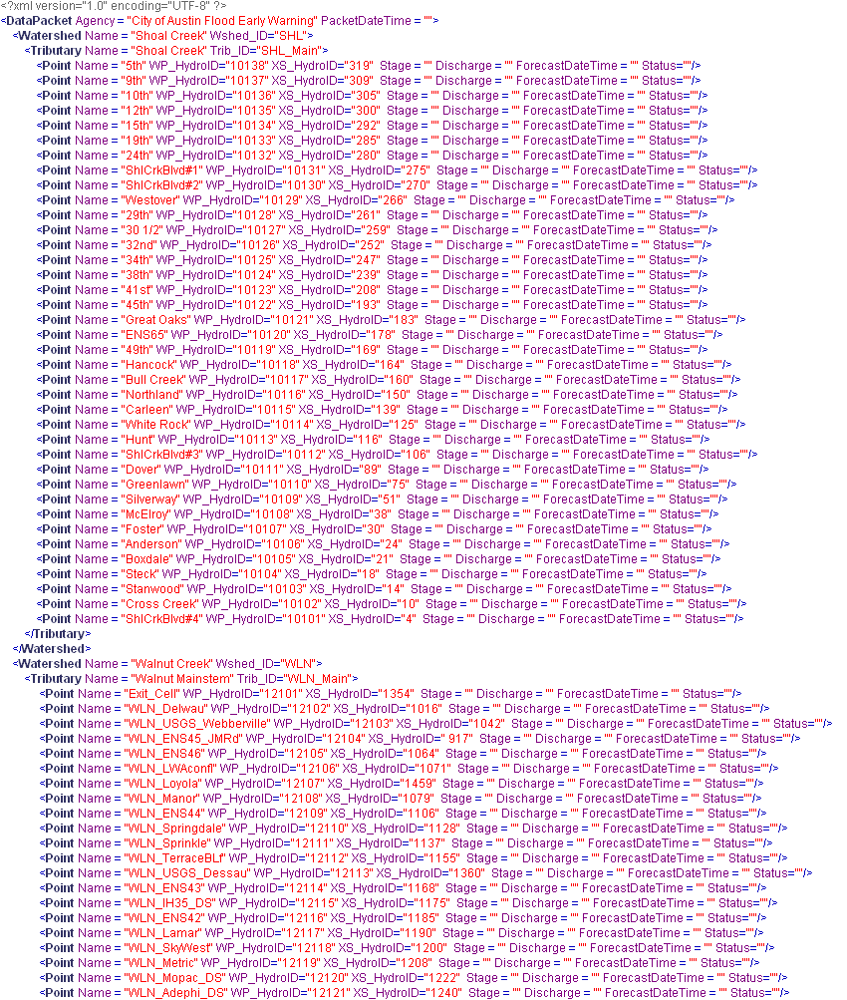 <?xml version="1.0" encoding="UTF-8" ?>
<DataPacket Agency = "City of Austin Flood Early Warning" PacketDateTime = "">
<Watershed Name = "Shoal Creek" Wshed_ID="SHL">
<Tributary Name = "Shoal Creek" Trib_ID="SHL_Main">
<Point Name = "5th" WP_HydroID="10138" XS_HydroID="319" Stage = "" Discharge = "" ForecastDateTime = "" Status=""/>
<Point Name = "9th" WP_HydroID="10137" XS_HydroID="309" Stage = "" Discharge = "" ForecastDateTime = "" Status=""/>
<Point Name = "10th" WP_HydroID="10136" XS_HydroID="305" Stage = "" Discharge = "" ForecastDateTime = "" Status=""/>
<Point Name = "12th" WP_HydroID="10135" XS_HydroID="300" Stage = "" Discharge = "" ForecastDateTime = "" Status=""/>
<Point Name = "15th" WP_HydroID="10134" XS_HydroID="292" Stage = "" Discharge = "" ForecastDateTime = "" Status=""/>
<Point Name = "19th" WP_HydroID="10133" XS_HydroID="285" Stage = "" Discharge = "" ForecastDateTime = "" Status=""/>
<Point Name = "24th" WP_HydroID="10132" XS_HydroID="280" Stage = "" Discharge = "" ForecastDateTime = "" Status=""/>
<Point Name = "ShlCrkBlvd#1" WP_HydroID="10131" XS_HydroID="275" Stage = "" Discharge = "" ForecastDateTime = "" Status=""/>
<Point Name = "ShlCrkBlvd#2" WP_HydroID="10130" XS_HydroID="270" Stage = "" Discharge = "" ForecastDateTime = "" Status=""/>
<Point Name = "Westover" WP_HydroID="10129" XS_HydroID="266" Stage = "" Discharge = "" ForecastDateTime = "" Status=""/>
<Point Name = "29th" WP_HydroID="10128" XS_HydroID="261" Stage = "" Discharge = "" ForecastDateTime = "" Status=""/>
<Point Name = "30 1/2" WP_HydroID="10127" XS_HydroID="259" Stage = "" Discharge = "" ForecastDateTime = "" Status=""/>
<Point Name = "32nd" WP_HydroID="10126" XS_HydroID="252" Stage = "" Discharge = "" ForecastDateTime = "" Status=""/>
<Point Name = "34th" WP_HydroID="10125" XS_HydroID="247" Stage = "" Discharge = "" ForecastDateTime = "" Status=""/>
<Point Name = "38th" WP_HydroID="10124" XS_HydroID="239" Stage = "" Discharge = "" ForecastDateTime = "" Status=""/>
<Point Name = "41st" WP_HydroID="10123" XS_HydroID="208" Stage = "" Discharge = "" ForecastDateTime = "" Status=""/>
<Point Name = "45th" WP_HydroID="10122" XS_HydroID="193" Stage = "" Discharge = "" ForecastDateTime = "" Status=""/>
<Point Name = "Great Oaks" WP_HydroID="10121" XS_HydroID="183" Stage = "" Discharge = "" ForecastDateTime = "" Status=""/>
<Point Name = "ENS65" WP_HydroID="10120" XS_HydroID="178" Stage = "" Discharge = "" ForecastDateTime = "" Status=""/>
<Point Name = "49th" WP_HydroID="10119" XS_HydroID="169" Stage = "" Discharge = "" ForecastDateTime = "" Status=""/>
<Point Name = "Hancock" WP_HydroID="10118" XS_HydroID="164" Stage = "" Discharge = "" ForecastDateTime = "" Status=""/>
<Point Name = "Bull Creek" WP_HydroID="10117" XS_HydroID="160" Stage = "" Discharge = "" ForecastDateTime = "" Status=""/>
<Point Name = "Northland" WP_HydroID="10116" XS_HydroID="150" Stage = "" Discharge = "" ForecastDateTime = "" Status=""/>
<Point Name = "Carleen" WP_HydroID="10115" XS_HydroID="139" Stage = "" Discharge = "" ForecastDateTime = "" Status=""/>
<Point Name = "White Rock" WP_HydroID="10114" XS_HydroID="125" Stage = "" Discharge = "" ForecastDateTime = "" Status=""/>
<Point Name = "Hunt" WP_HydroID="10113" XS_HydroID="116" Stage = "" Discharge = "" ForecastDateTime = "" Status=""/>
<Point Name = "ShlCrkBlvd#3" WP_HydroID="10112" XS_HydroID="106" Stage = "" Discharge = "" ForecastDateTime = "" Status=""/>
<Point Name = "Dover" WP_HydroID="10111" XS_HydroID="89" Stage = "" Discharge = "" ForecastDateTime = "" Status=""/>
<Point Name = "Greenlawn" WP_HydroID="10110" XS_HydroID="75" Stage = "" Discharge = "" ForecastDateTime = "" Status=""/>
<Point Name = "Silverway" WP_HydroID="10109" XS_HydroID="51" Stage = "" Discharge = "" ForecastDateTime = "" Status=""/>
<Point Name = "McElroy" WP_HydroID="10108" XS_HydroID="38" Stage = "" Discharge = "" ForecastDateTime = "" Status=""/>
<Point Name = "Foster" WP_HydroID="10107" XS_HydroID="30" Stage = "" Discharge = "" ForecastDateTime = "" Status=""/>
<Point Name = "Anderson" WP_HydroID="10106" XS_HydroID="24" Stage = "" Discharge = "" ForecastDateTime = "" Status=""/>
<Point Name = "Boxdale" WP_HydroID="10105" XS_HydroID="21" Stage = "" Discharge = "" ForecastDateTime = "" Status=""/>
<Point Name = "Steck" WP_HydroID="10104" XS_HydroID="18" Stage = "" Discharge = "" ForecastDateTime = "" Status=""/>
<Point Name = "Stanwood" WP_HydroID="10103" XS_HydroID="14" Stage = "" Discharge = "" ForecastDateTime = "" Status=""/>
<Point Name = "Cross Creek" WP_HydroID="10102" XS_HydroID="10" Stage = "" Discharge = "" ForecastDateTime = "" Status=""/>
<Point Name = "ShlCrkBlvd#4" WP_HydroID="10101" XS_HydroID="4" Stage = "" Discharge = "" ForecastDateTime = "" Status=""/>
</Tributary>
</Watershed>
<Watershed Name = "Walnut Creek" Wshed_ID="WLN">
<Tributary Name = "Walnut Mainstem" Trib_ID="WLN_Main">
<Point Name = "Exit_Cell" WP_HydroID="12101" XS_HydroID="1354" Stage = "" Discharge = "" ForecastDateTime = "" Status=""/>
<Point Name = "WLN_Delwau" WP_HydroID="12102" XS_HydroID="1016" Stage = "" Discharge = "" ForecastDateTime = "" Status=""/>
<Point Name = "WLN_USGS_Webberville" WP_HydroID="12103" XS_HydroID="1042" Stage = "" Discharge = "" ForecastDateTime = "" Status=""/>
<Point Name = "WLN_ENS45_JMRd" WP_HydroID="12104" XS_HydroID=" 917" Stage = "" Discharge = "" ForecastDateTime = "" Status=""/>
<Point Name = "WLN_ENS46" WP_HydroID="12105" XS_HydroID="1064" Stage = "" Discharge = "" ForecastDateTime = "" Status=""/>
<Point Name = "WLN_LWAconfl" WP_HydroID="12106" XS_HydroID="1071" Stage = "" Discharge = "" ForecastDateTime = "" Status=""/>
<Point Name = "WLN_Loyola" WP_HydroID="12107" XS_HydroID="1459" Stage = "" Discharge = "" ForecastDateTime = "" Status=""/>
<Point Name = "WLN_Manor" WP_HydroID="12108" XS_HydroID="1079" Stage = "" Discharge = "" ForecastDateTime = "" Status=""/>
<Point Name = "WLN_ENS44" WP_HydroID="12109" XS_HydroID="1106" Stage = "" Discharge = "" ForecastDateTime = "" Status=""/>
<Point Name = "WLN_Springdale" WP_HydroID="12110" XS_HydroID="1128" Stage = "" Discharge = "" ForecastDateTime = "" Status=""/>
<Point Name = "WLN_Sprinkle" WP_HydroID="12111" XS_HydroID="1137" Stage = "" Discharge = "" ForecastDateTime = "" Status=""/>
<Point Name = "WLN_TerraceBLf" WP_HydroID="12112" XS_HydroID="1155" Stage = "" Discharge = "" ForecastDateTime = "" Status=""/>
<Point Name = "WLN_USGS_Dessau" WP_HydroID="12113" XS_HydroID="1360" Stage = "" Discharge = "" ForecastDateTime = "" Status=""/>
<Point Name = "WLN_ENS43" WP_HydroID="12114" XS_HydroID="1168" Stage = "" Discharge = "" ForecastDateTime = "" Status=""/>
<Point Name = "WLN_IH35_DS" WP_HydroID="12115" XS_HydroID="1175" Stage = "" Discharge = "" ForecastDateTime = "" Status=""/>
<Point Name = "WLN_ENS42" WP_HydroID="12116" XS_HydroID="1185" Stage = "" Discharge = "" ForecastDateTime = "" Status=""/>
<Point Name = "WLN_Lamar" WP_HydroID="12117" XS_HydroID="1190" Stage = "" Discharge = "" ForecastDateTime = "" Status=""/>
<Point Name = "WLN_SkyWest" WP_HydroID="12118" XS_HydroID="1200" Stage = "" Discharge = "" ForecastDateTime = "" Status=""/>
<Point Name = "WLN_Metric" WP_HydroID="12119" XS_HydroID="1208" Stage = "" Discharge = "" ForecastDateTime = "" Status=""/>
<Point Name = "WLN_Mopac_DS" WP_HydroID="12120" XS_HydroID="1222" Stage = "" Discharge = "" ForecastDateTime = "" Status=""/>
<Point Name = "WLN_Adephi_DS" WP_HydroID="12121" XS_HydroID="1240" Stage = "" Discharge = "" ForecastDateTime = "" Status=""/>